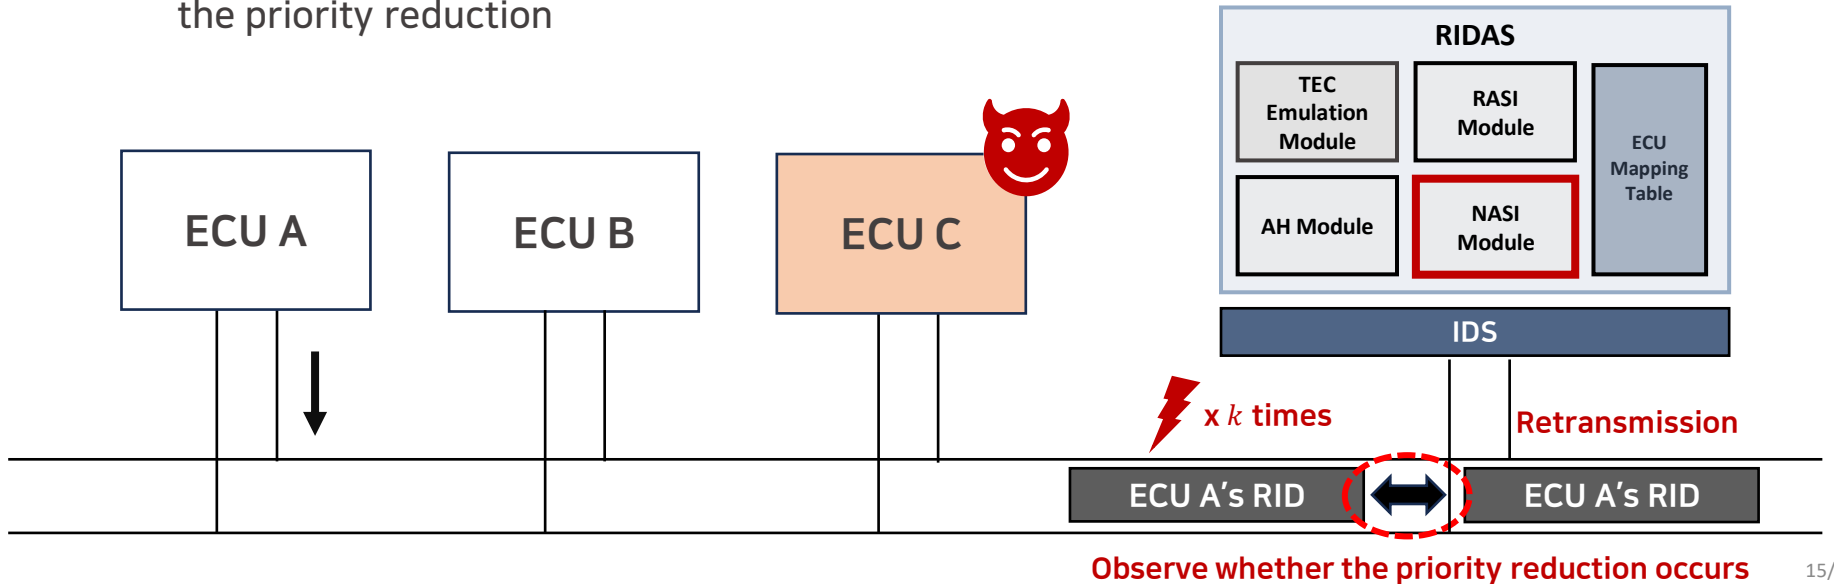 the priority reduction
RIDAS
TEC
Emulation
Module
RASI
Module
ECU
Mapping
Table
AH Module
NASI
Module
IDS
ECU A
ECU B
ECU C
x k times
Retransmission
ECU A's RID
ECU A's RID
Observe whether the priority reduction occurs
15/